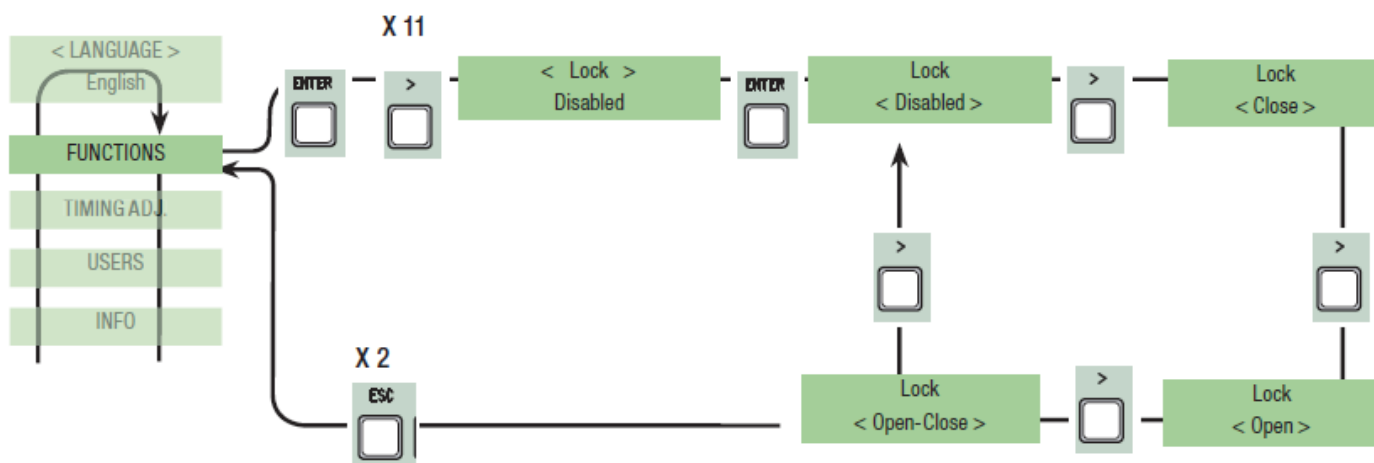 X 11
< LANGUAGE >
English
ENTER
>
< Lock >
Disabled
ENTER
Lock
< Disabled >
>
Lock
< Close >
FUNCTIONS
TIMING ADJ.
USERS
INFO
>
>
X 2
ESC
Lock
< Open-Close >
>
Lock
< Open >